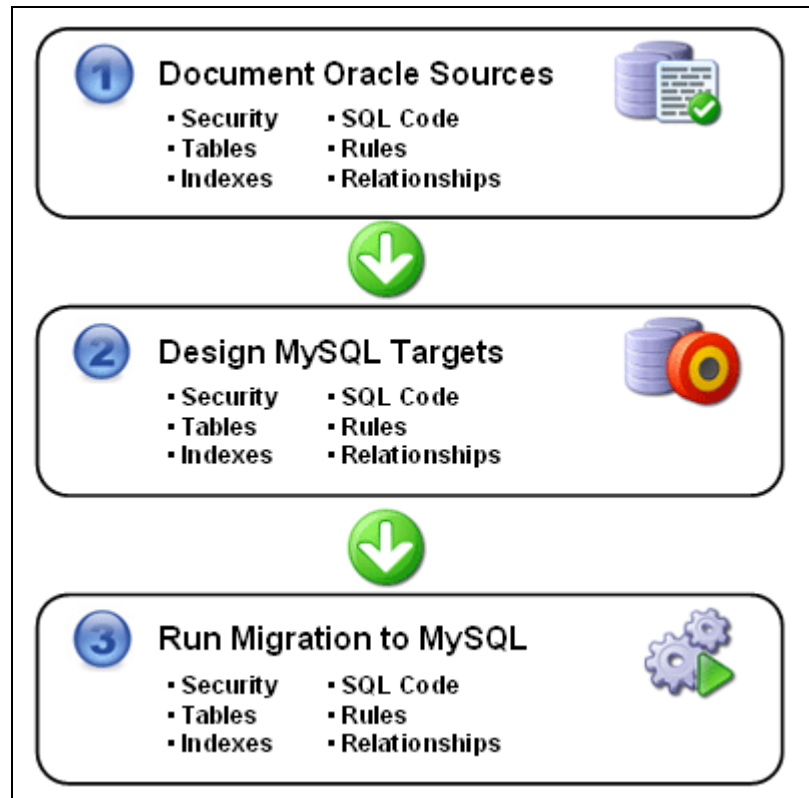 1 Document Oracle Sources
▪ Security ▪ SQL Code
▪ Tables ▪ Rules
▪ Indexes ▪ Relationships
2 Design MySQL Targets
▪ Security ▪ SQL Code
▪ Tables ▪ Rules
▪ Indexes ▪ Relationships
3 Run Migration to MySQL
▪ Security ▪ SQL Code
▪ Tables ▪ Rules
▪ Indexes ▪ Relationships